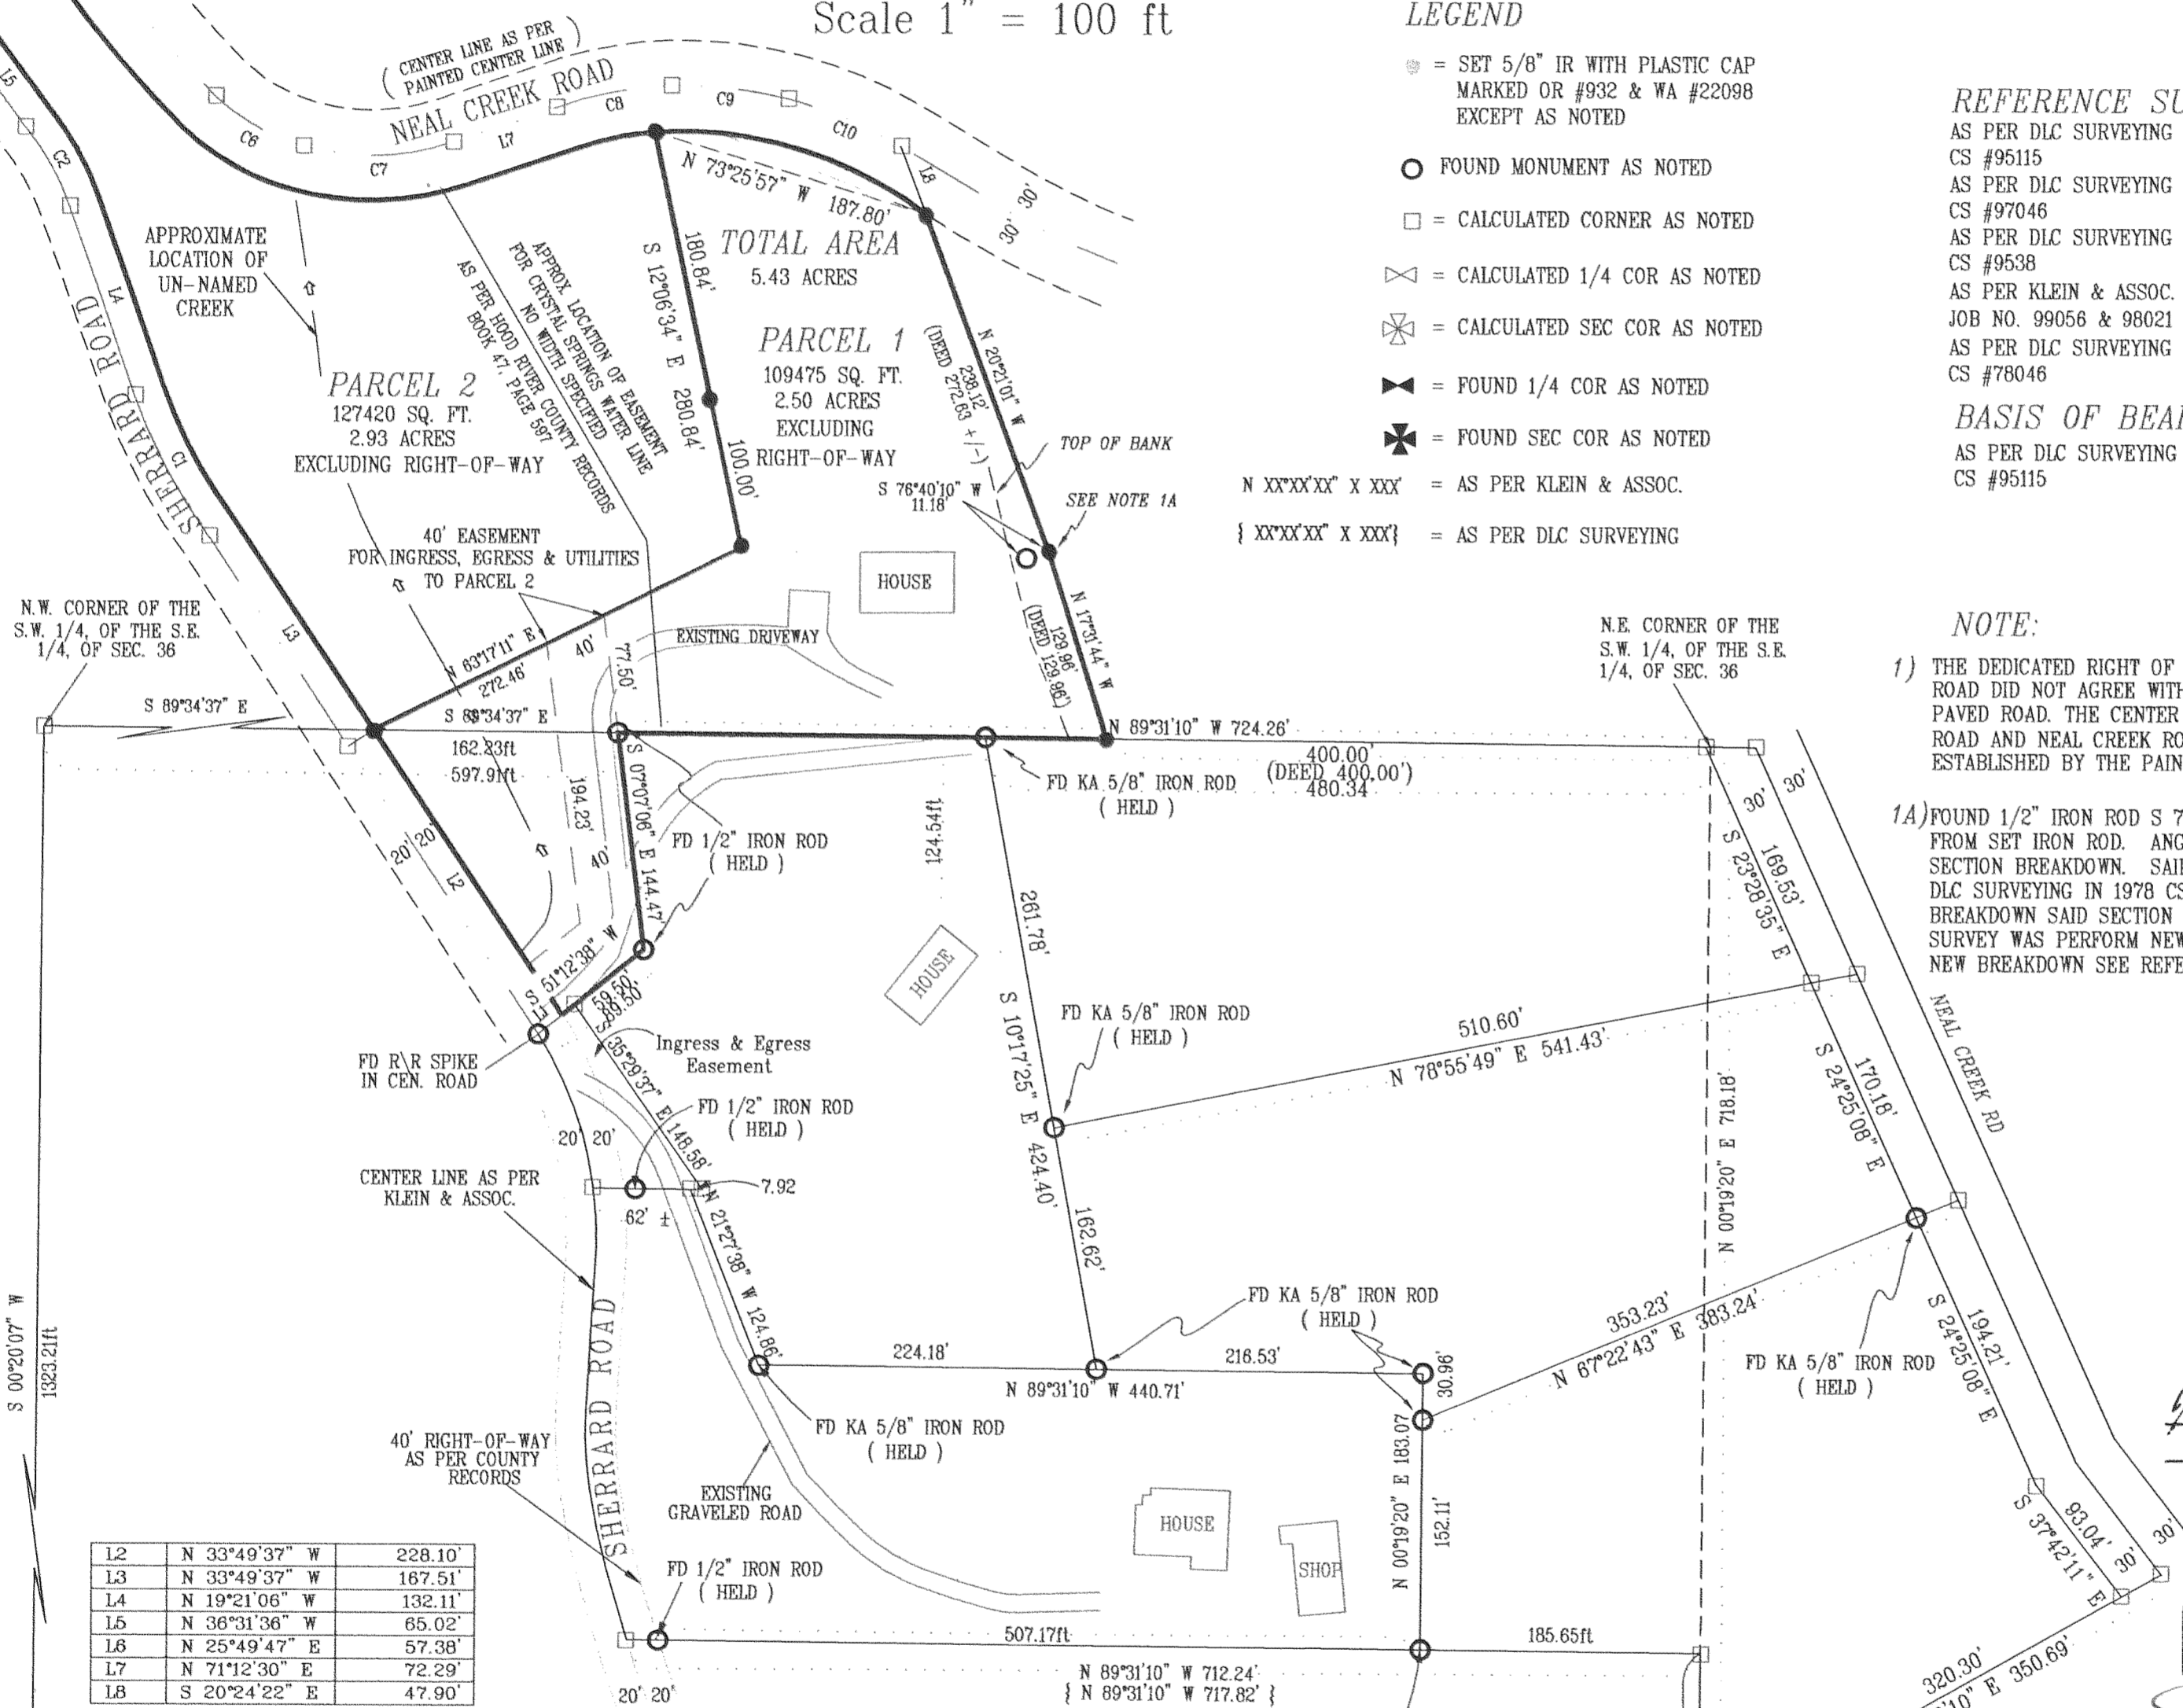 Scale 1" = 100 ft
LEGEND
= SET 5/8" IR WITH PLASTIC CAP
MARKED OR #932 & WA #22098
EXCEPT AS NOTED
FOUND MONUMENT AS NOTED
= CALCULATED CORNER AS NOTED
= CALCULATED 1/4 COR AS NOTED
= CALCULATED SEC COR AS NOTED
= FOUND 1/4 COR AS NOTED
= FOUND SEC COR AS NOTED
N XX°XX'XX" X XXX' = AS PER KLEIN & ASSOC.
{ XX°XX'XX" X XXX'} = AS PER DLC SURVEYING
REFERENCE SU
AS PER DLC SURVEYING
CS #95115
AS PER DLC SURVEYING
CS #97046
AS PER DLC SURVEYING
CS #9538
AS PER KLEIN & ASSOC.
JOB NO. 99056 & 98021
AS PER DLC SURVEYING
CS #78046
BASIS OF BEA
AS PER DLC SURVEYING
CS #95115
NOTE:
1) THE DEDICATED RIGHT OF
ROAD DID NOT AGREE WITH
PAVED ROAD. THE CENTER
ROAD AND NEAL CREEK RO
ESTABLISHED BY THE PAIN
1A) FOUND 1/2" IRON ROD S 7
FROM SET IRON ROD. ANG
SECTION BREAKDOWN. SAI
DLC SURVEYING IN 1978 CS
BREAKDOWN SAID SECTION
SURVEY WAS PERFORM NEW
NEW BREAKDOWN SEE REFE
( CENTER LINE AS PER
PAINTED CENTER LINE )
NEAL CREEK ROAD
L5
C2
C6
C7
L7
C8
C9
C10
L8
30' 30'
N 73°25'57" W 187.80'
TOTAL AREA
5.43 ACRES
180.84'
S 12°06'34" E 280.84'
100.00'
PARCEL 1
109475 SQ. FT.
2.50 ACRES
EXCLUDING
RIGHT-OF-WAY
N 20°21'01" W
238.12'
(DEED 272.63 +/-)
TOP OF BANK
S 76°40'10" W
11.18'
SEE NOTE 1A
N 17°31'44" W
129.96'
(DEED 129.96')
APPROXIMATE
LOCATION OF
UN-NAMED
CREEK
APPROX. LOCATION OF EASEMENT
FOR CRYSTAL SPRINGS WATER LINE
NO WIDTH SPECIFIED
AS PER HOOD RIVER COUNTY RECORDS
BOOK 47, PAGE 597
PARCEL 2
127420 SQ. FT.
2.93 ACRES
EXCLUDING RIGHT-OF-WAY
L4
C1
L3
SHERRARD ROAD
40' EASEMENT
FOR INGRESS, EGRESS & UTILITIES
TO PARCEL 2
HOUSE
EXISTING DRIVEWAY
N 63°17'11" E
272.46'
40'
77.50'
N.W. CORNER OF THE
S.W. 1/4, OF THE S.E.
1/4, OF SEC. 36
S 89°34'37" E
S 89°34'37" E
162.23ft
597.91ft
N.E. CORNER OF THE
S.W. 1/4, OF THE S.E.
1/4, OF SEC. 36
N 89°31'10" W 724.26'
400.00'
(DEED 400.00')
480.34
FD KA 5/8" IRON ROD
( HELD )
194.23'
40'
S 07°07'06" E 144.47'
FD 1/2" IRON ROD
( HELD )
124.54ft
20' 20'
L2
S 51°12'38" W
59.50'
89.50'
L1
HOUSE
261.78'
S 10°17'25" E 424.40'
162.62'
FD KA 5/8" IRON ROD
( HELD )
510.60'
N 78°55'49" E 541.43'
30' 30'
169.53'
S 23°28'35" E
170.18'
S 24°25'08" E
NEAL CREEK RD
N 00°19'20" E 718.18'
FD R\R SPIKE
IN CEN. ROAD
Ingress & Egress
Easement
S 35°29'37" E 148.58'
FD 1/2" IRON ROD
( HELD )
20' 20'
CENTER LINE AS PER
KLEIN & ASSOC.
7.92
62' ±
N 21°27'38" W 124.86'
S 00°20'07" W
1323.21ft
224.18'
216.53'
N 89°31'10" W 440.71'
FD KA 5/8" IRON ROD
( HELD )
30.96'
353.23'
N 67°22'43" E 383.24'
FD KA 5/8" IRON ROD
( HELD )
194.21'
S 24°25'08" E
FD KA 5/8" IRON ROD
( HELD )
SHERRARD ROAD
40' RIGHT-OF-WAY
AS PER COUNTY
RECORDS
EXISTING
GRAVELED ROAD
HOUSE
SHOP
N 00°19'20" E 183.07
152.11'
93.04'
S 37°42'11" E
30' 30'
FD 1/2" IRON ROD
( HELD )
L2 N 33°49'37" W 228.10'
L3 N 33°49'37" W 167.51'
L4 N 19°21'06" W 132.11'
L5 N 36°31'36" W 65.02'
L6 N 25°49'47" E 57.38'
L7 N 71°12'30" E 72.29'
L8 S 20°24'22" E 47.90'
507.17ft
185.65ft
N 89°31'10" W 712.24'
{ N 89°31'10" W 717.82' }
20' 20'
320.30'
10" E 350.69'